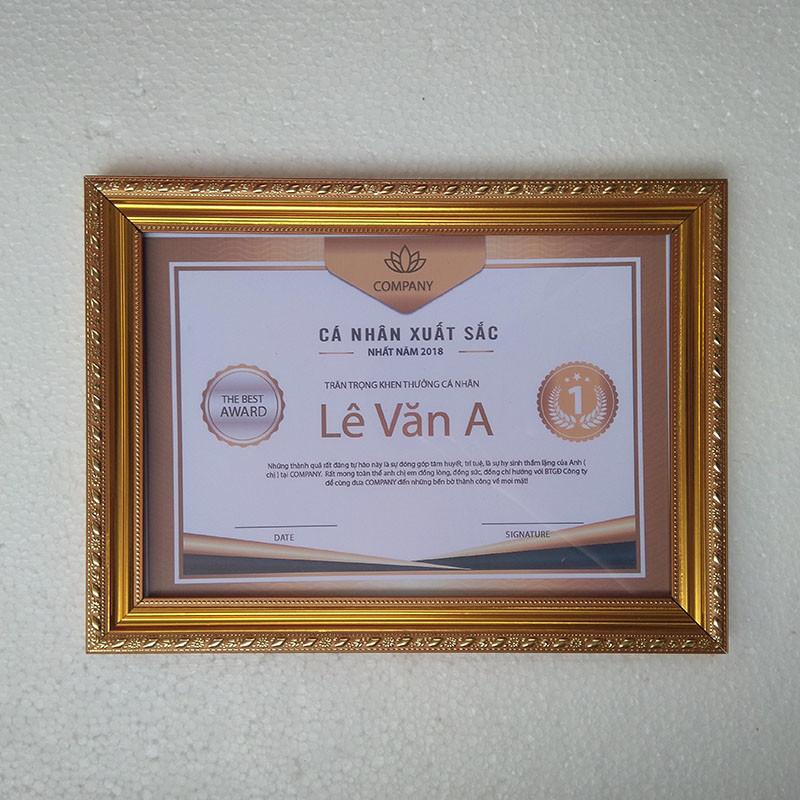 COMPANY
CÁ NHÂN XUẤT SẮC
NHẤT NĂM 2018
TRÂN TRỌNG KHEN THƯỞNG CÁ NHÂN
THE BEST
AWARD
Lê Văn A
1
Những thành quả rất đáng tự hào này là sự đóng góp tâm huyết, trí tuệ, là sự hy sinh thầm lặng của Anh (
chị ) tại COMPANY. Rất mong toàn thể anh chị em đồng lòng, đồng sức, đồng chí hướng với BTGĐ Công ty
để cùng đưa COMPANY đến những bến bờ thành công về mọi mặt!
DATE
SIGNATURE